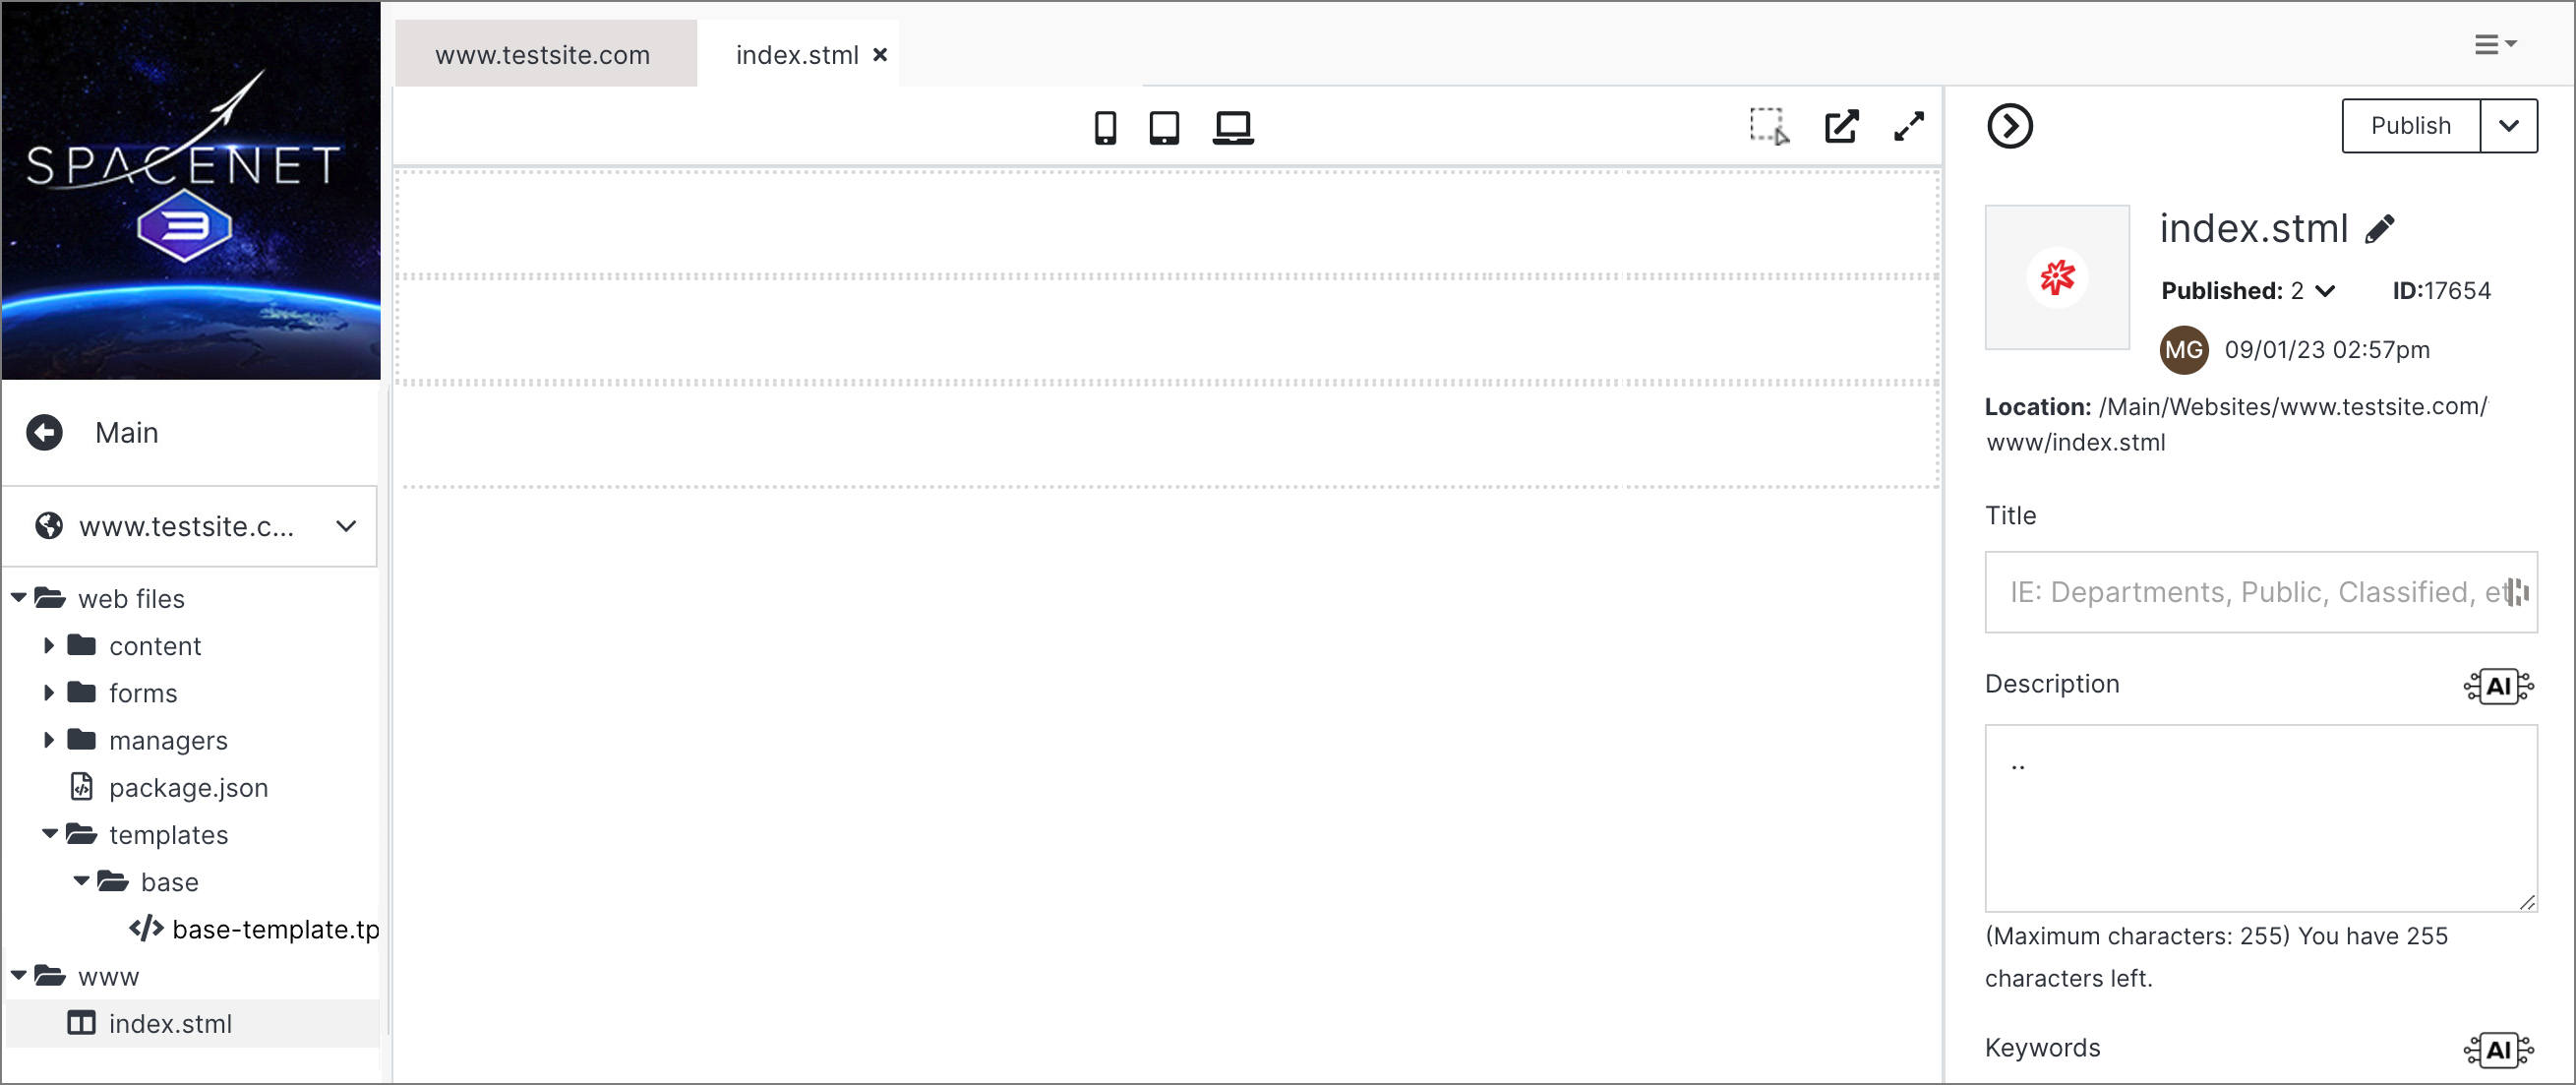 SPACENET
www.testsite.com
index.stml
Publish
index.stml
Published: 2
ID:17654
MG
09/01/23 02:57pm
Location: /Main/Websites/www.testsite.com/
www/index.stml
Title
IE: Departments, Public, Classified, et
Description
AI
..
(Maximum characters: 255) You have 255
characters left.
Keywords
AI
Main
www.testsite.c...
web files
content
forms
managers
package.json
templates
base
base-template.tp
www
index.stml